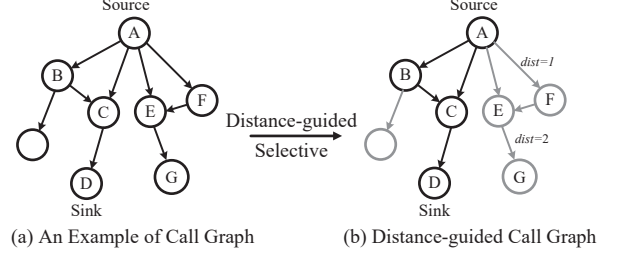 Source
A
B
C
E
F
D
G
Sink
(a) An Example of Call Graph
Distance-guided
Selective
Source
A
dist=1
B
C
E
F
dist=2
D
G
Sink
(b) Distance-guided Call Graph